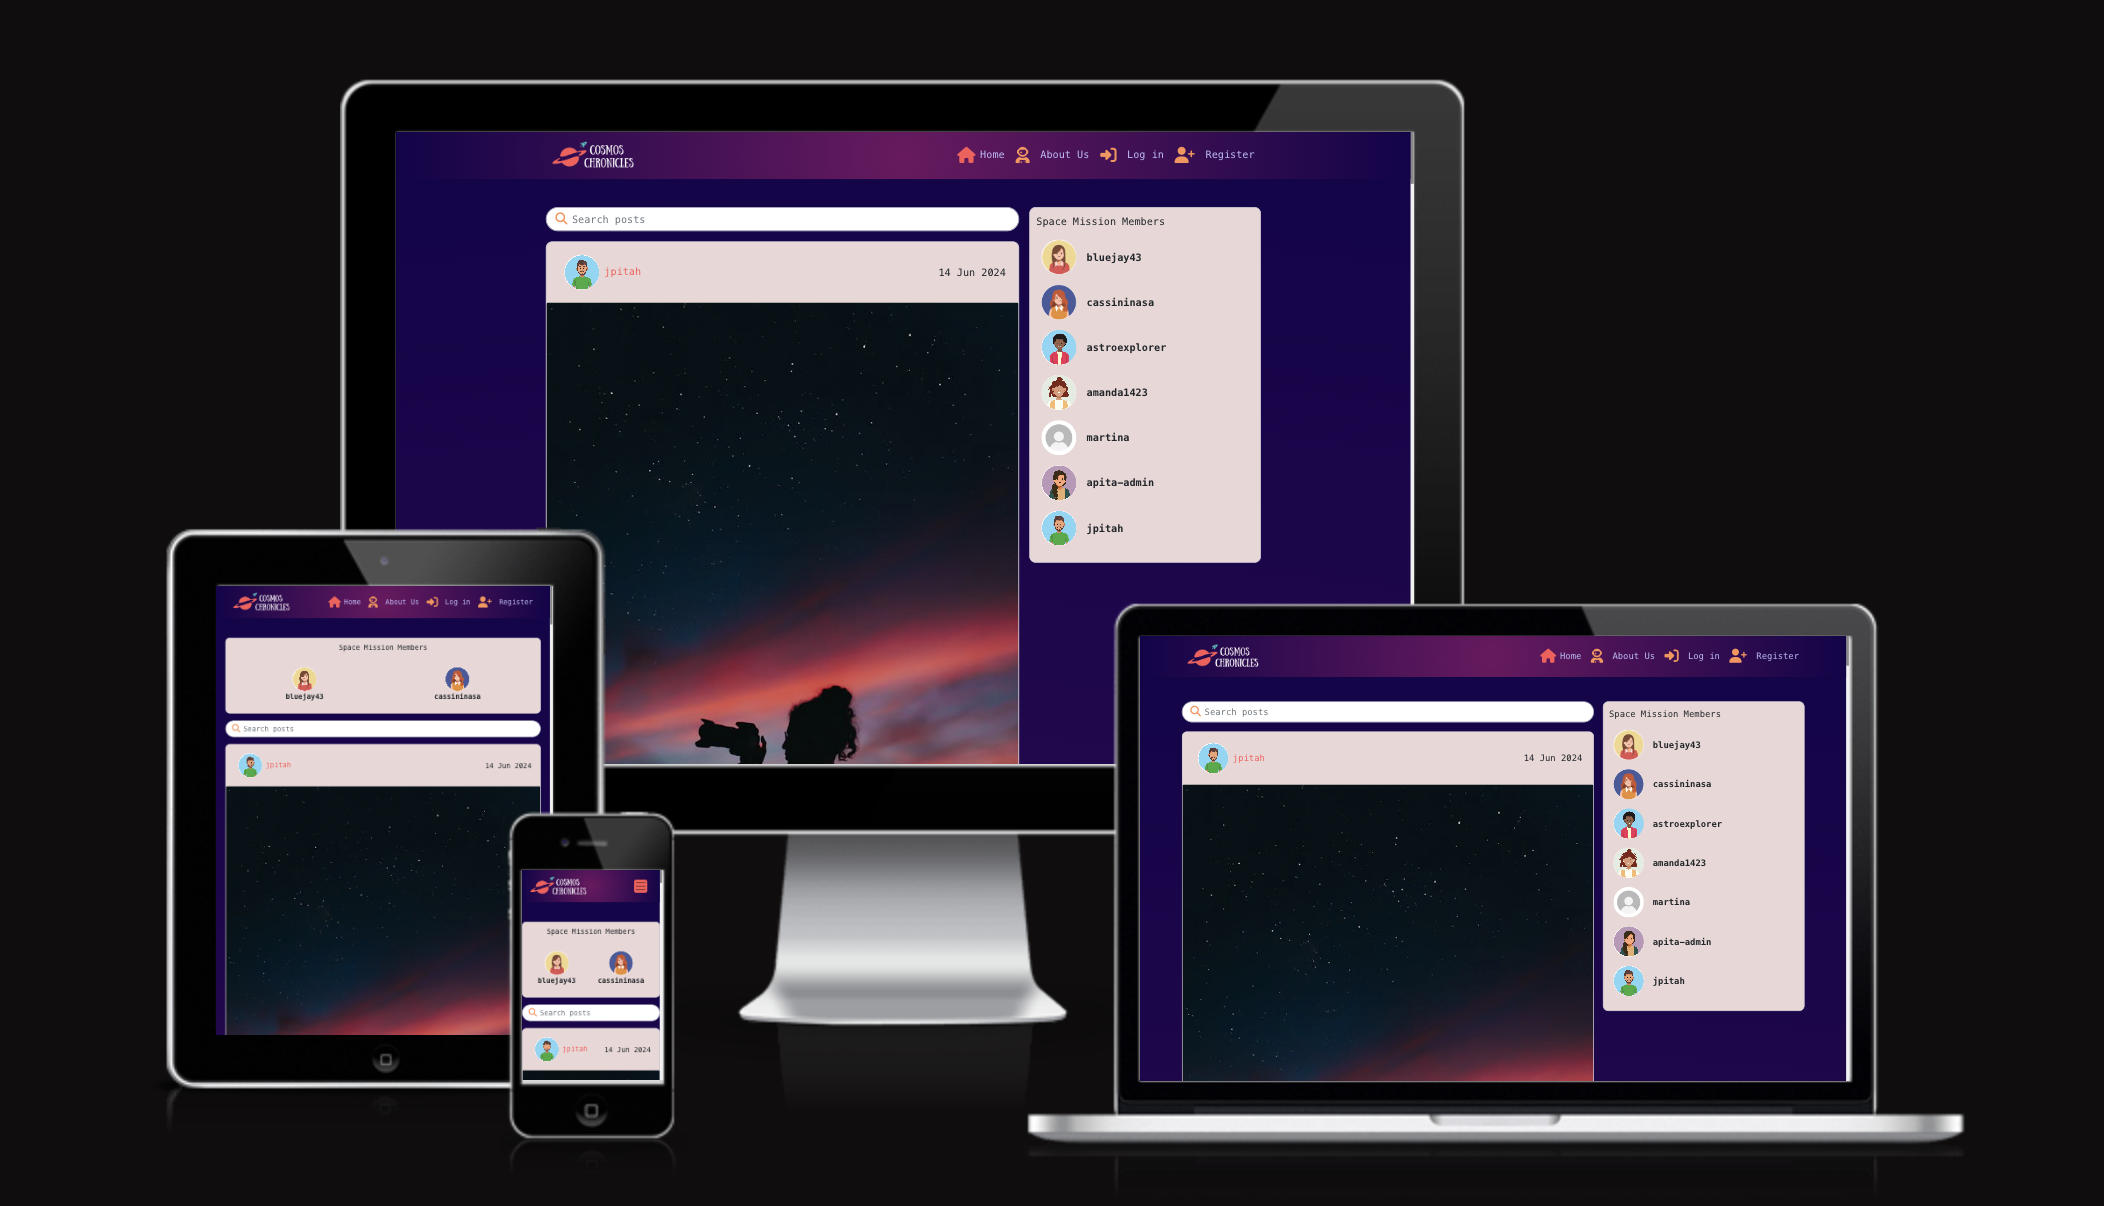 COSMOS
CHRONICLES
Home About Us Log in Register
Search posts
jpitah 14 Jun 2024
Space Mission Members
bluejay43
cassininasa
astroexplorer
amanda1423
martina
apita-admin
jpitah
COSMOS
CHRONICLES
Home About Us Log in Register
Space Mission Members
bluejay43 cassininasa
Search posts
jpitah 14 Jun 2024
COSMOS
CHRONICLES
Space Mission Members
bluejay43 cassininasa
Search posts
jpitah 14 Jun 2024
COSMOS
CHRONICLES
Home About Us Log in Register
Search posts
jpitah 14 Jun 2024
Space Mission Members
bluejay43
cassininasa
astroexplorer
amanda1423
martina
apita-admin
jpitah